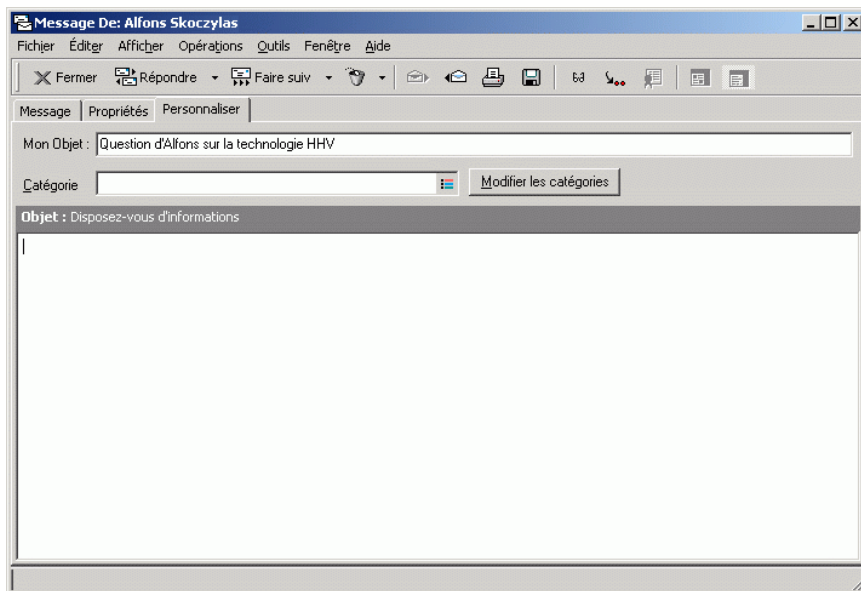 Message De: Alfons Skoczylas
Fichier Éditer Afficher Opérations Outils Fenêtre Aide
Fermer Répondre Faire suiv
Message Propriétés Personnaliser
Mon Objet : Question d'Alfons sur la technologie HHV
Catégorie Modifier les catégories
Objet : Disposez-vous d'informations